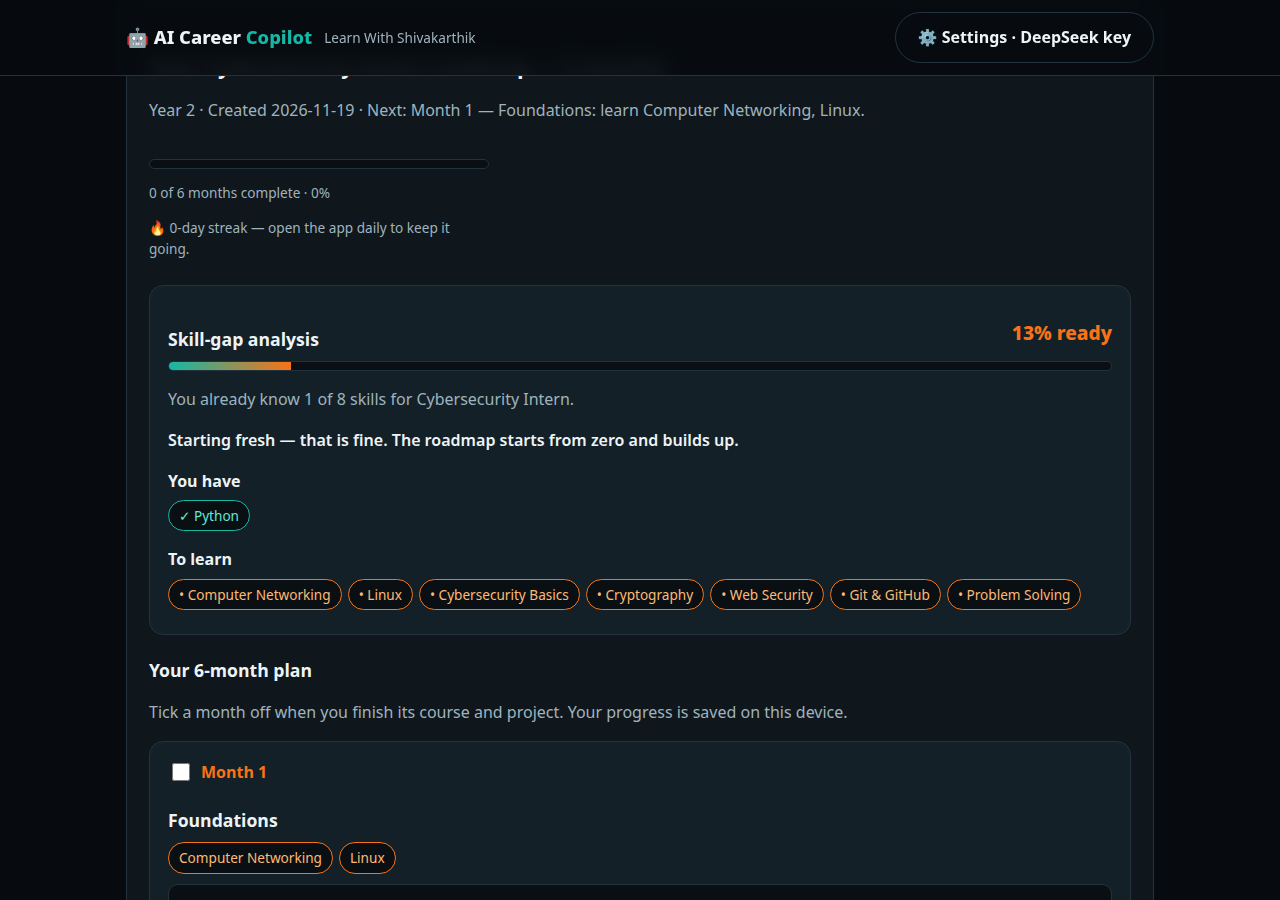 🤖 AI Career Copilot Learn With Shivakarthik
⚙️ Settings · DeepSeek key
Year 2 · Created 2026-11-19 · Next: Month 1 — Foundations: learn Computer Networking, Linux.
0 of 6 months complete · 0%
🔥 0-day streak — open the app daily to keep it
going.
Skill-gap analysis
13% ready
You already know 1 of 8 skills for Cybersecurity Intern.
Starting fresh — that is fine. The roadmap starts from zero and builds up.
You have
✓ Python
To learn
• Computer Networking • Linux • Cybersecurity Basics • Cryptography • Web Security • Git & GitHub • Problem Solving
Your 6-month plan
Tick a month off when you finish its course and project. Your progress is saved on this device.
Month 1
Foundations
Computer Networking Linux